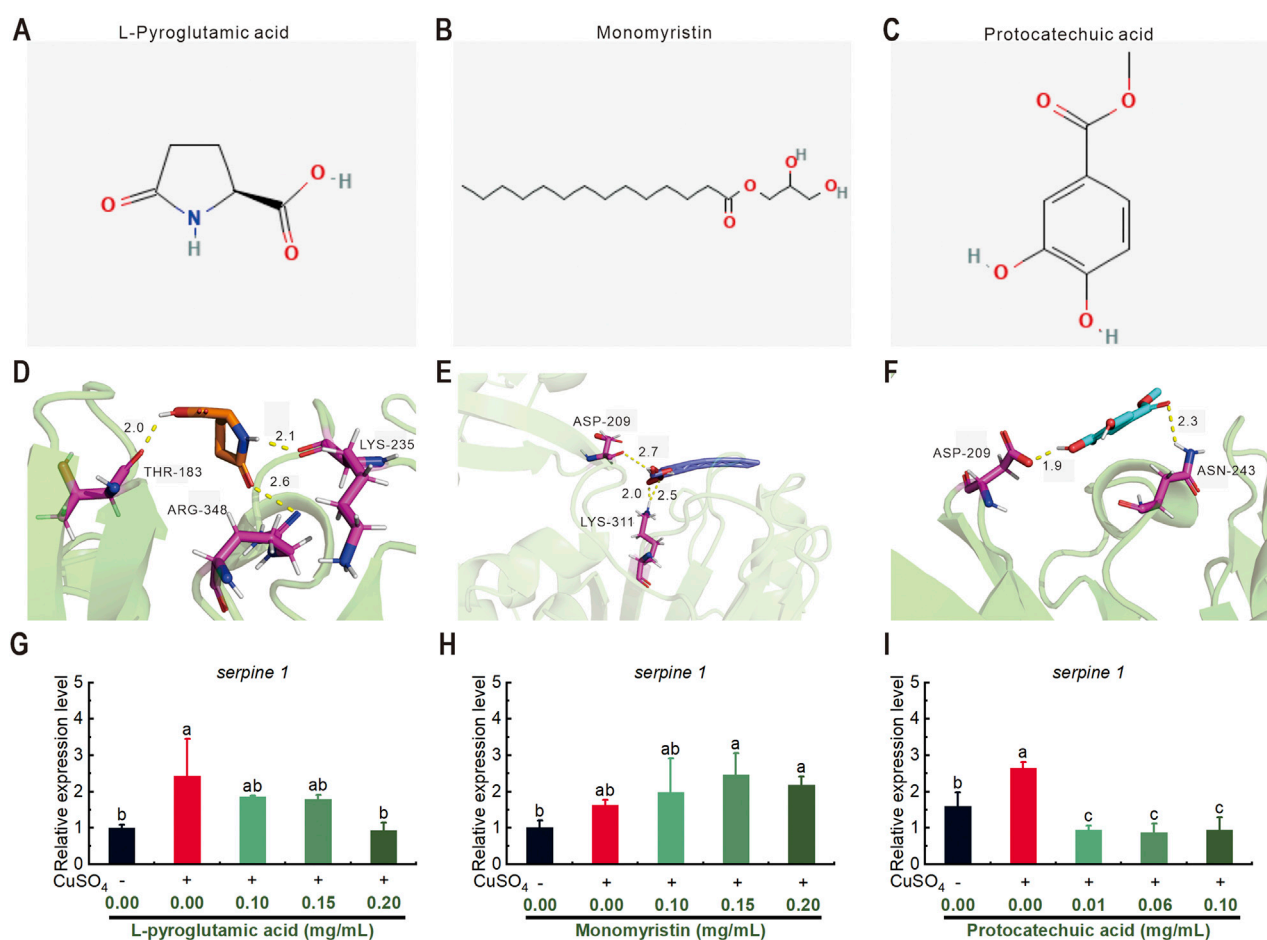 A
L-Pyroglutamic acid
B
Monomyristin
C
Protocatechuic acid
O
N
H
O
H
O
O
O
O
H
O
H
O
O
H
O
O
H
D
2.0
2.1
THR-183
LYS-235
2.6
ARG-348
E
ASP-209
2.7
2.0
2.5
LYS-311
F
2.3
ASP-209
1.9
ASN-243
G
serpine 1
Relative expression level
5
4
3
2
1
0
b
a
ab
ab
b
CuSO4 - + + + +
0.00 0.00 0.10 0.15 0.20
L-pyroglutamic acid (mg/mL)
H
serpine 1
Relative expression level
5
4
3
2
1
0
b
ab
ab
a
a
CuSO4 - + + + +
0.00 0.00 0.10 0.15 0.20
Monomyristin (mg/mL)
I
serpine 1
Relative expression level
5
4
3
2
1
0
b
a
c
c
c
CuSO4 - + + + +
0.00 0.00 0.01 0.06 0.10
Protocatechuic acid (mg/mL)